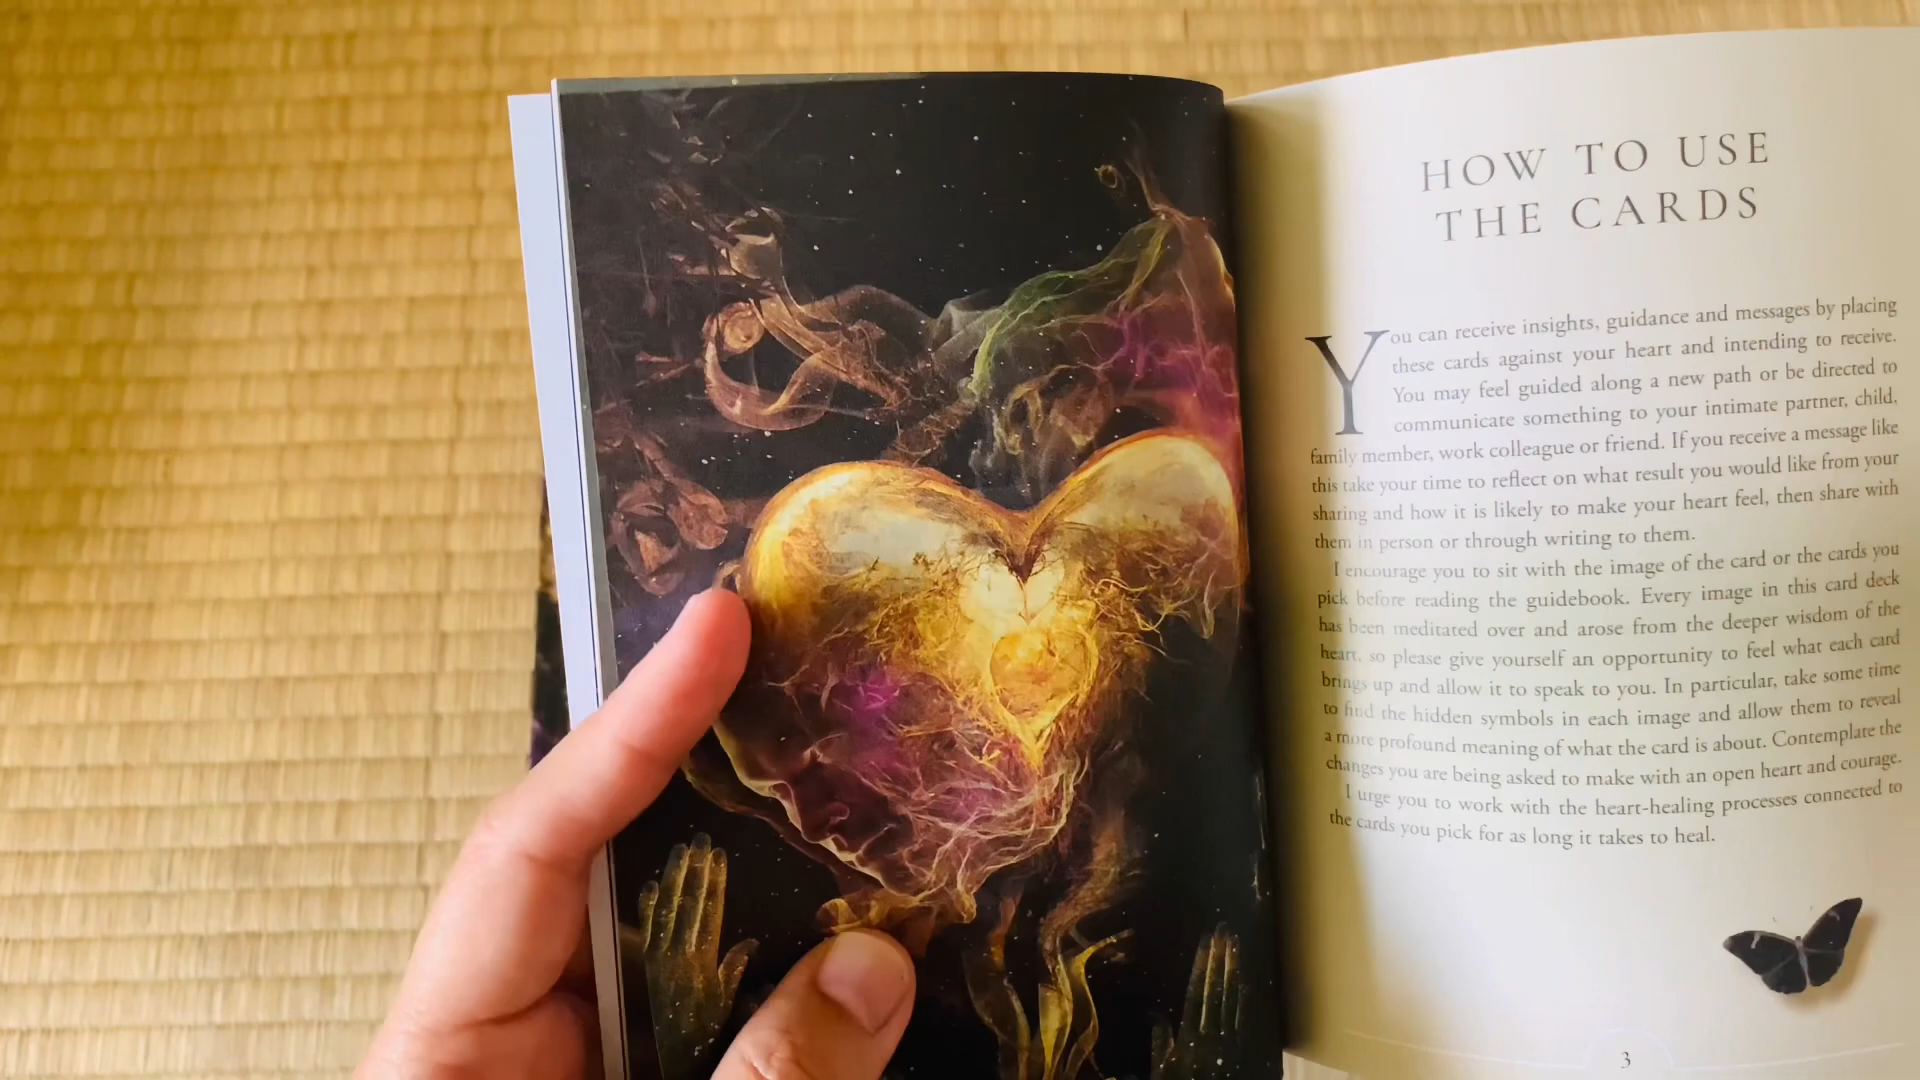 HOW TO USE
THE CARDS
You can receive insights, guidance and messages by placing
these cards against your heart and intending to receive.
You may feel guided along a new path or be directed to
communicate something to your intimate partner, child,
family member, work colleague or friend. If you receive a message like
this take your time to reflect on what result you would like from your
sharing and how it is likely to make your heart feel, then share with
them in person or through writing to them.
I encourage you to sit with the image of the card or the cards you
pick before reading the guidebook. Every image in this card deck
has been meditated over and arose from the deeper wisdom of the
heart, so please give yourself an opportunity to feel what each card
brings up and allow it to speak to you. In particular, take some time
to find the hidden symbols in each image and allow them to reveal
a more profound meaning of what the card is about. Contemplate the
changes you are being asked to make with an open heart and courage.
I urge you to work with the heart-healing processes connected to
the cards you pick for as long it takes to heal.
3